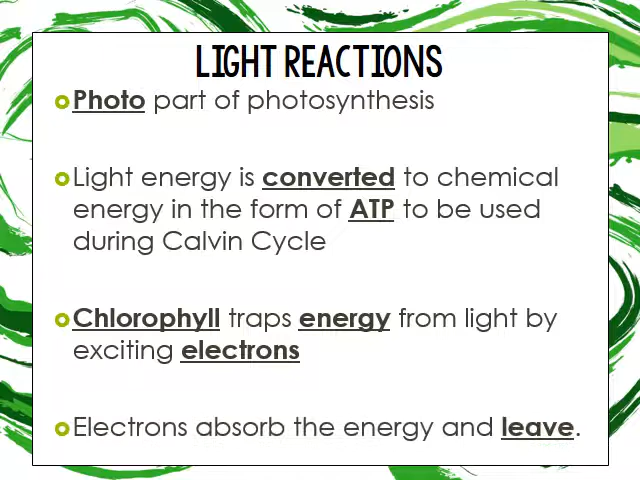 LIGHT REACTIONS
Photo part of photosynthesis
Light energy is converted to chemical
energy in the form of ATP to be used
during Calvin Cycle
Chlorophyll traps energy from light by
exciting electrons
Electrons absorb the energy and leave.